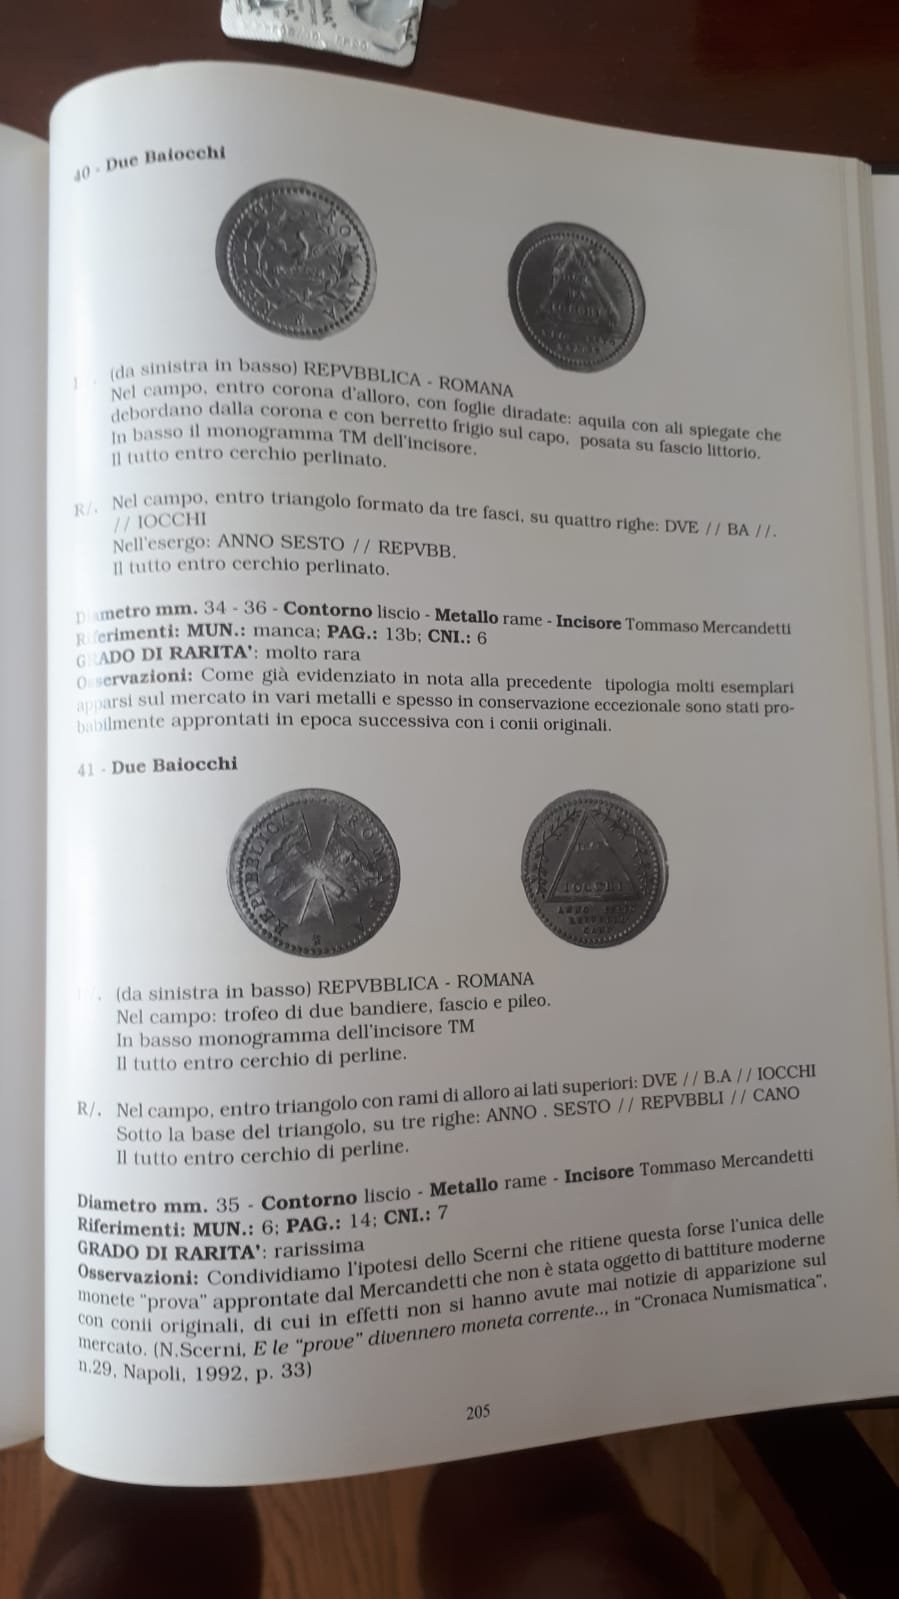 40 - Due Baiocchi
(da sinistra in basso) REPVBBLICA - ROMANA
Nel campo, entro corona d'alloro, con foglie diradate: aquila con ali spiegate che
debordano dalla corona e con berretto frigio sul capo, posata su fascio littorio.
In basso il monogramma TM dell'incisore.
Il tutto entro cerchio perlinato.
R/. Nel campo, entro triangolo formato da tre fasci, su quattro righe: DVE // BA //.
// IOCCHI
Nell'esergo: ANNO SESTO // REPVBB.
Il tutto entro cerchio perlinato.
Diametro mm. 34 - 36 - Contorno liscio - Metallo rame - Incisore Tommaso Mercandetti
Riferimenti: MUN.: manca; PAG.: 13b; CNI.: 6
GRADO DI RARITA': molto rara
Osservazioni: Come già evidenziato in nota alla precedente tipologia molti esemplari
apparsi sul mercato in vari metalli e spesso in conservazione eccezionale sono stati pro-
babilmente approntati in epoca successiva con i conii originali.
41 - Due Baiocchi
REPVBBLICA ROMANA
IOCCHI
(da sinistra in basso) REPVBBLICA - ROMANA
Nel campo: trofeo di due bandiere, fascio e pileo.
In basso monogramma dell'incisore TM
Il tutto entro cerchio di perline.
R/. Nel campo, entro triangolo con rami di alloro ai lati superiori: DVE // B.A // IOCCHI
Sotto la base del triangolo, su tre righe: ANNO . SESTO // REPVBBLI // CANO
Il tutto entro cerchio di perline.
Diametro mm. 35 - Contorno liscio - Metallo rame - Incisore Tommaso Mercandetti
Riferimenti: MUN.: 6; PAG.: 14; CNI.: 7
GRADO DI RARITA': rarissima
Osservazioni: Condividiamo l'ipotesi dello Scerni che ritiene questa forse l'unica delle
monete "prova" approntate dal Mercandetti che non è stata oggetto di battiture moderne
con conii originali, di cui in effetti non si hanno avute mai notizie di apparizione sul
mercato. (N.Scerni, E le "prove" divennero moneta corrente.., in "Cronaca Numismatica",
n.29, Napoli, 1992, p. 33)
205